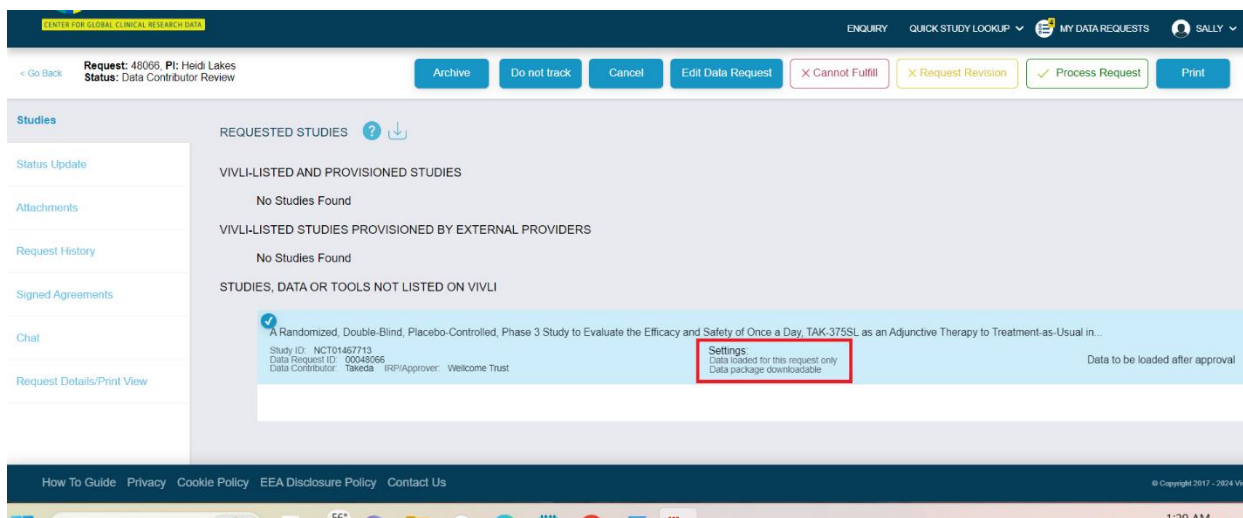 CENTER FOR GLOBAL CLINICAL RESEARCH DATA
ENQUIRY QUICK STUDY LOOKUP 4 MY DATA REQUESTS SALLY
< Go Back Request: 48066, PI: Heidi Lakes
Status: Data Contributor Review
Archive Do not track Cancel Edit Data Request X Cannot Fulfill X Request Revision ✓ Process Request Print
Studies
Status Update
Attachments
Request History
Signed Agreements
Chat
Request Details/Print View
REQUESTED STUDIES ?
VIVLI-LISTED AND PROVISIONED STUDIES
No Studies Found
VIVLI-LISTED STUDIES PROVISIONED BY EXTERNAL PROVIDERS
No Studies Found
STUDIES, DATA OR TOOLS NOT LISTED ON VIVLI
A Randomized, Double-Blind, Placebo-Controlled, Phase 3 Study to Evaluate the Efficacy and Safety of Once a Day, TAK-375SL as an Adjunctive Therapy to Treatment-as-Usual in...
Study ID: NCT01467713
Data Request ID: 00048066
Data Contributor: Takeda IRP/Approver: Wellcome Trust
Settings:
Data loaded for this request only
Data package downloadable
Data to be loaded after approval
How To Guide Privacy Cookie Policy EEA Disclosure Policy Contact Us
© Copyright 2017 - 2024 Viv
56°
1:20 AM